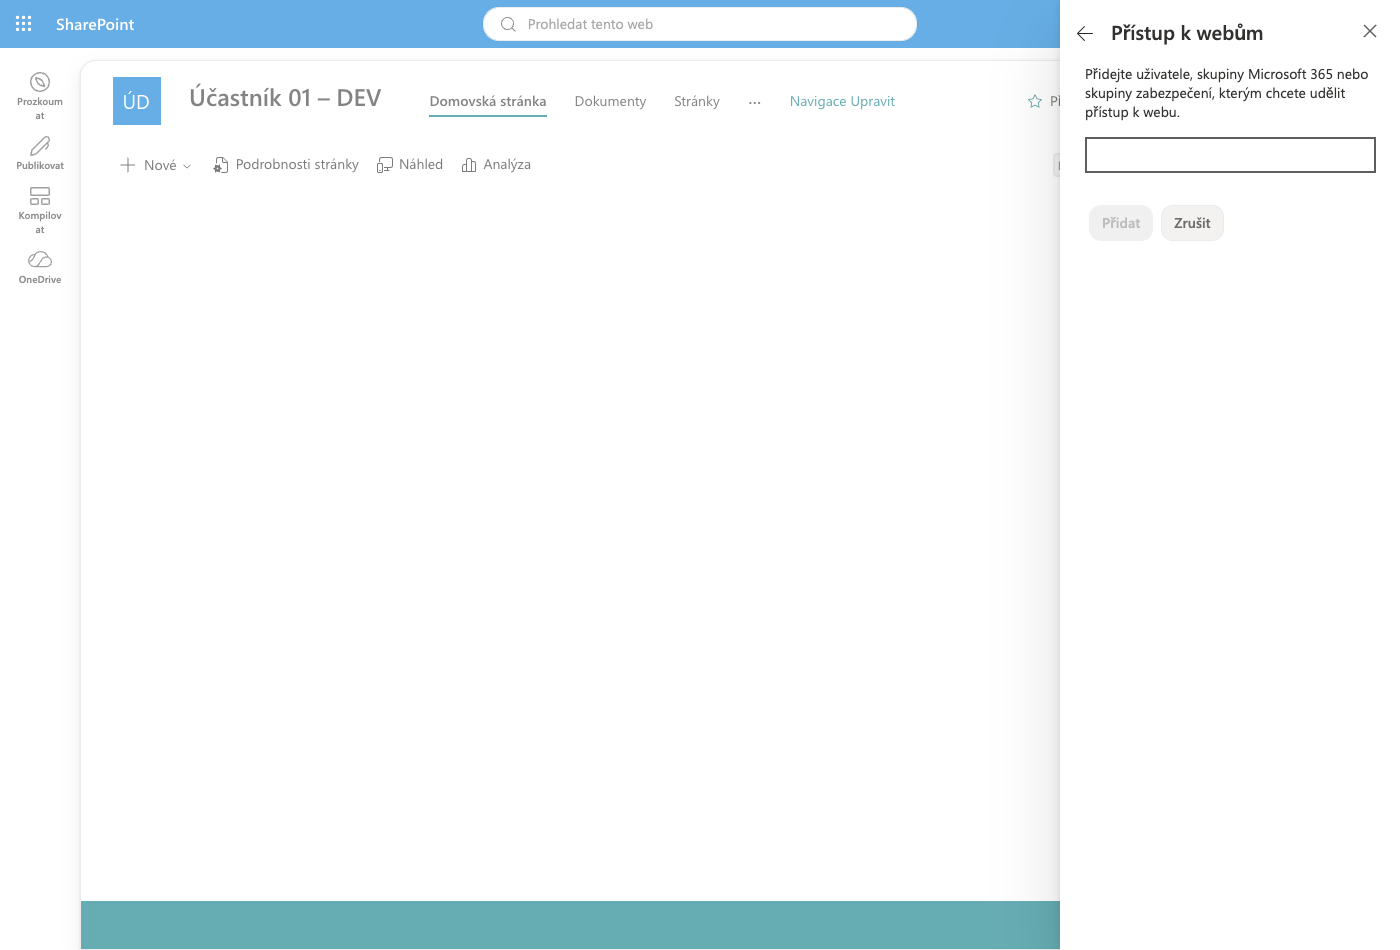 SharePoint
Prohledat tento web
Prozkoum
at
Publikovat
Kompilov
at
OneDrive
ÚD
Účastník 01 – DEV
Domovská stránka
Dokumenty
Stránky
...
Navigace Upravit
Nové
Podrobnosti stránky
Náhled
Analýza
Přístup k webům
Přidejte uživatele, skupiny Microsoft 365 nebo
skupiny zabezpečení, kterým chcete udělit
přístup k webu.
Přidat
Zrušit